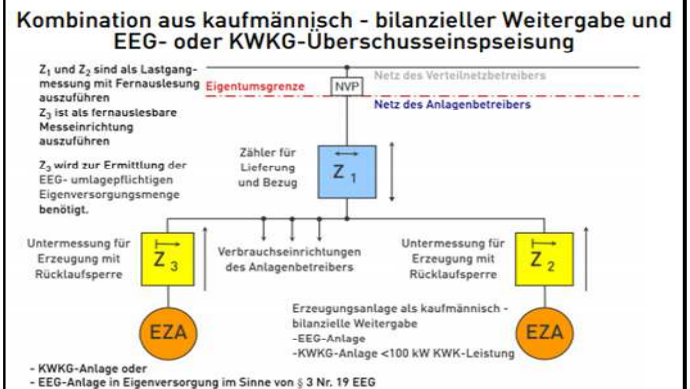 Kombination aus kaufmännisch - bilanzieller Weitergabe und
EEG- oder KWKG-Überschusseinspseisung
Z1 und Z2 sind als Lastgang-
messung mit Fernauslesung
auszuführen
Z3 ist als fernauslesbare
Messeinrichtung
auszuführen
Z3 wird zur Ermittlung der
EEG- umlagepflichtigen
Eigenversorgungsmenge
benötigt.
Eigentumsgrenze
NVP
Netz des Verteilnetzbetreibers
Netz des Anlagenbetreibers
Zähler für
Lieferung
und Bezug
Z 1
Untermessung für
Erzeugung mit
Rücklaufsperre
Z 3
Verbrauchseinrichtungen
des Anlagenbetreibers
Untermessung für
Erzeugung mit
Rücklaufsperre
Z 2
EZA
Erzeugungsanlage als kaufmännisch -
bilanzielle Weitergabe
-EEG-Anlage
-KWKG-Anlage <100 kW KWK-Leistung
EZA
- KWKG-Anlage oder
- EEG-Anlage in Eigenversorgung im Sinne von § 3 Nr. 19 EEG